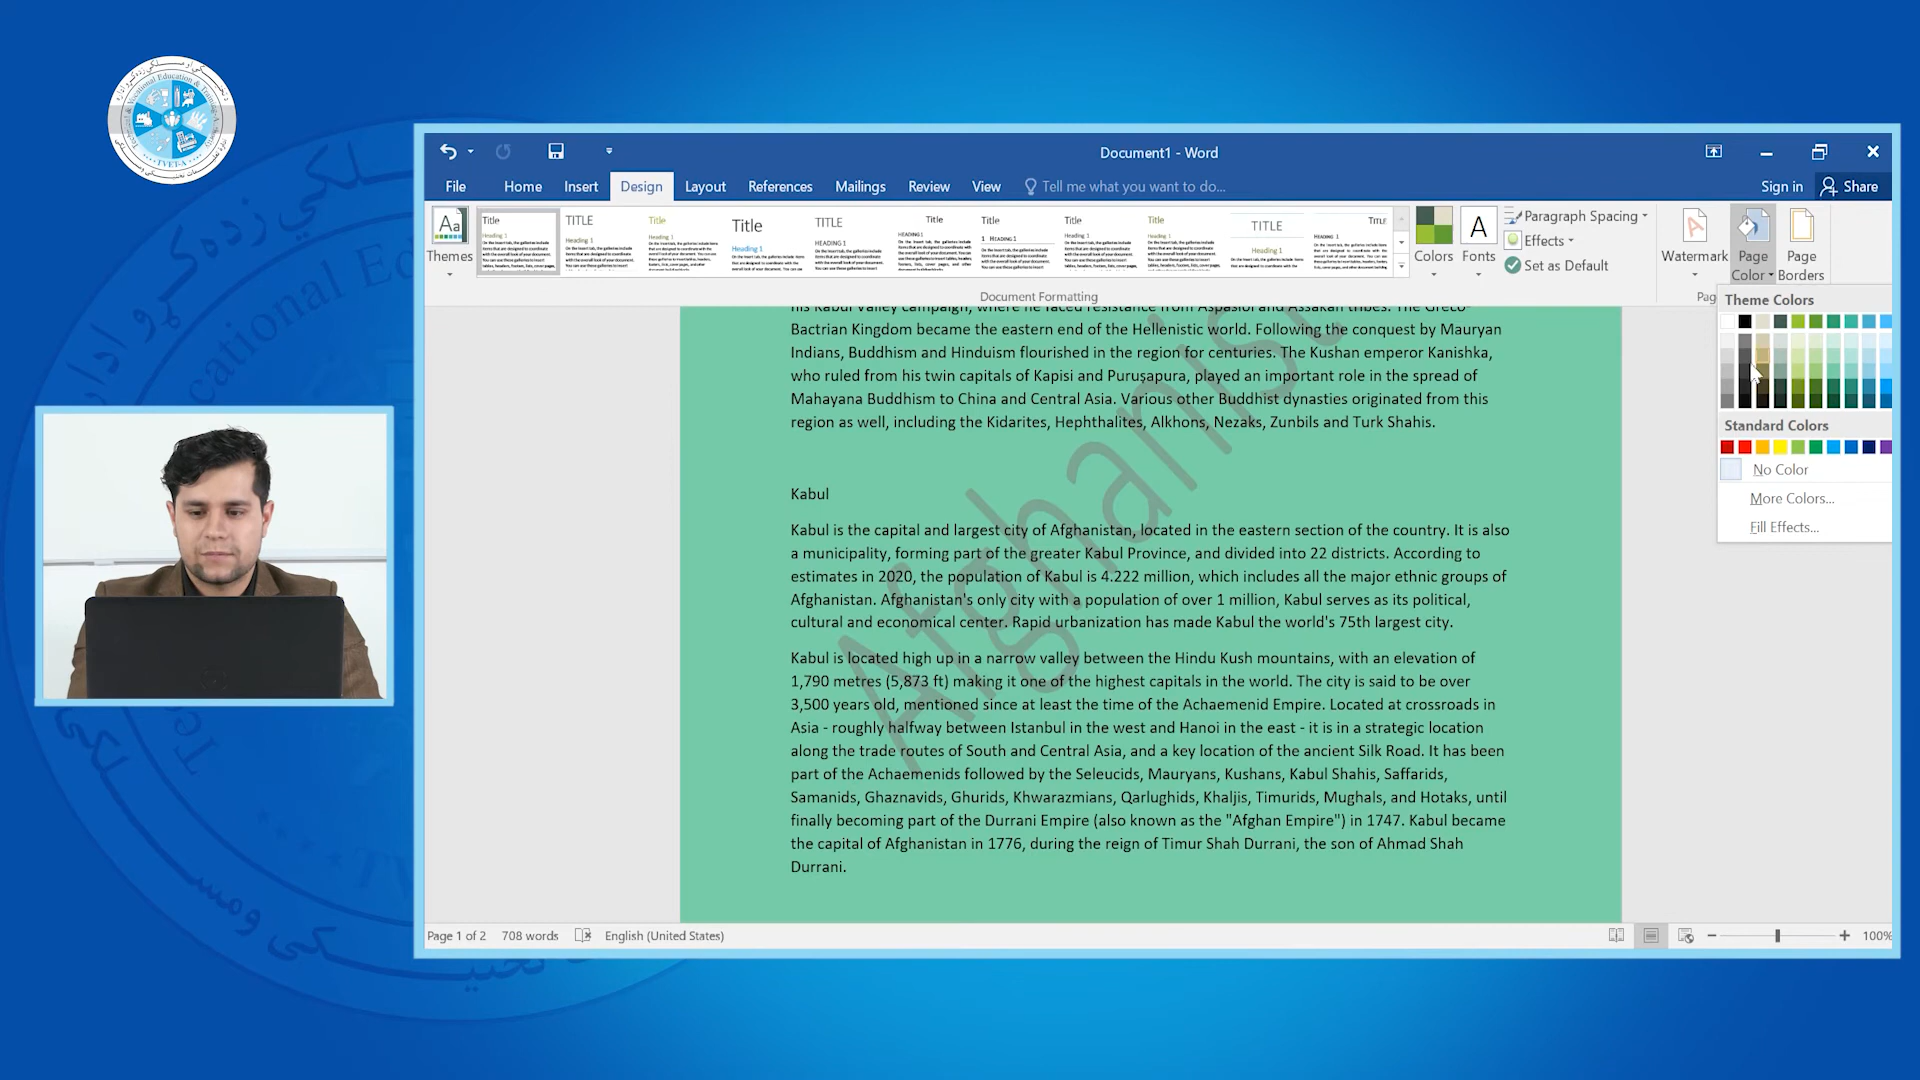 Technical & Vocational Education & Training-A
TVET-A
Document1 - Word
File Home Insert Design Layout References Mailings Review View Tell me what you want to do... Sign in Share
Themes
Colors
Fonts
Paragraph Spacing
Effects
Set as Default
Watermark
Page Color
Page Borders
Document Formatting
Theme Colors
Standard Colors
No Color
More Colors...
Fill Effects...
Bactrian Kingdom became the eastern end of the Hellenistic world. Following the conquest by Mauryan
Indians, Buddhism and Hinduism flourished in the region for centuries. The Kushan emperor Kanishka,
who ruled from his twin capitals of Kapisi and Puruṣapura, played an important role in the spread of
Mahayana Buddhism to China and Central Asia. Various other Buddhist dynasties originated from this
region as well, including the Kidarites, Hephthalites, Alkhons, Nezaks, Zunbils and Turk Shahis.
Kabul
Kabul is the capital and largest city of Afghanistan, located in the eastern section of the country. It is also
a municipality, forming part of the greater Kabul Province, and divided into 22 districts. According to
estimates in 2020, the population of Kabul is 4.222 million, which includes all the major ethnic groups of
Afghanistan. Afghanistan's only city with a population of over 1 million, Kabul serves as its political,
cultural and economical center. Rapid urbanization has made Kabul the world's 75th largest city.
Kabul is located high up in a narrow valley between the Hindu Kush mountains, with an elevation of
1,790 metres (5,873 ft) making it one of the highest capitals in the world. The city is said to be over
3,500 years old, mentioned since at least the time of the Achaemenid Empire. Located at crossroads in
Asia - roughly halfway between Istanbul in the west and Hanoi in the east - it is in a strategic location
along the trade routes of South and Central Asia, and a key location of the ancient Silk Road. It has been
part of the Achaemenids followed by the Seleucids, Mauryans, Kushans, Kabul Shahis, Saffarids,
Samanids, Ghaznavids, Ghurids, Khwarazmians, Qarlughids, Khaljis, Timurids, Mughals, and Hotaks, until
finally becoming part of the Durrani Empire (also known as the "Afghan Empire") in 1747. Kabul became
the capital of Afghanistan in 1776, during the reign of Timur Shah Durrani, the son of Ahmad Shah
Durrani.
Afghanist
Page 1 of 2 708 words English (United States) 100%